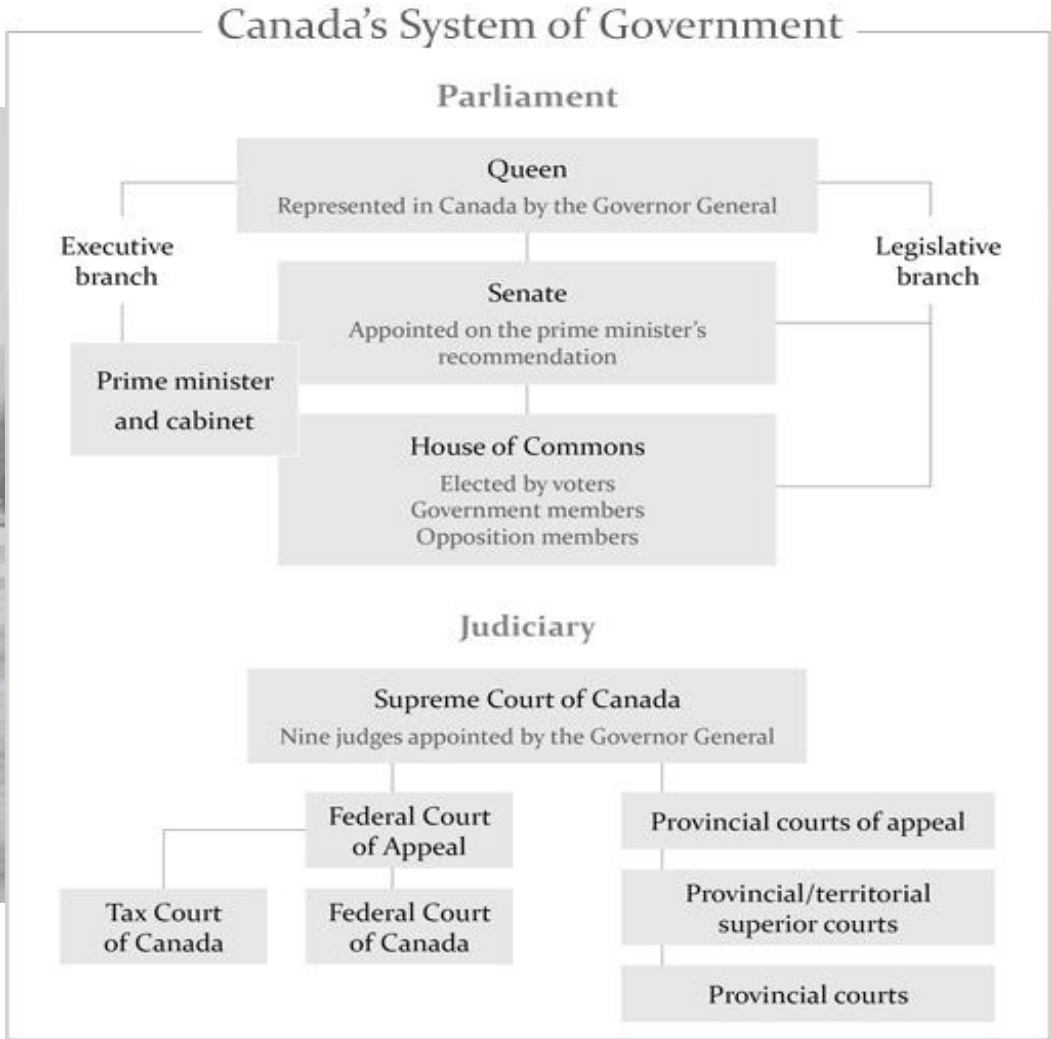 Canada's System of Government
Parliament
Queen
Represented in Canada by the Governor General
Executive
branch
Legislative
branch
Senate
Appointed on the prime minister's
recommendation
Prime minister
and cabinet
House of Commons
Elected by voters
Government members
Opposition members
Judiciary
Supreme Court of Canada
Nine judges appointed by the Governor General
Federal Court
of Appeal
Provincial courts of appeal
Tax Court
of Canada
Federal Court
of Canada
Provincial/territorial
superior courts
Provincial courts